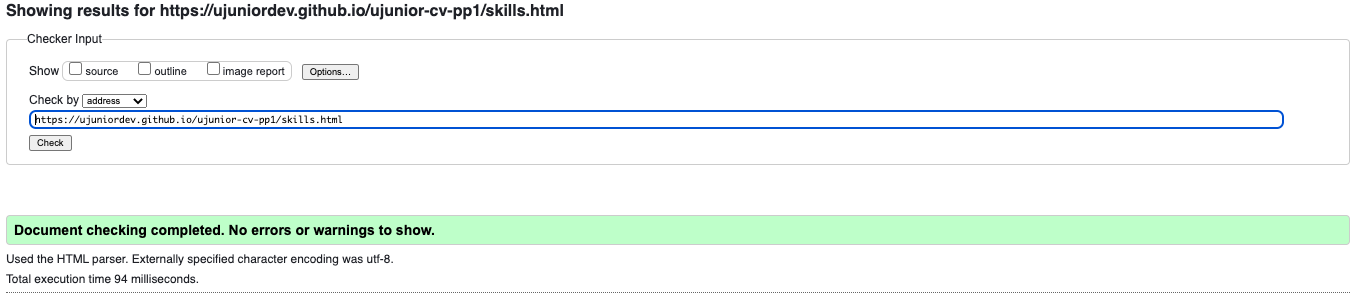 Showing results for https://ujuniordev.github.io/ujunior-cv-pp1/skills.html
Checker Input
Show source outline image report Options...
Check by address
https://ujuniordev.github.io/ujunior-cv-pp1/skills.html
Check
Document checking completed. No errors or warnings to show.
Used the HTML parser. Externally specified character encoding was utf-8.
Total execution time 94 milliseconds.